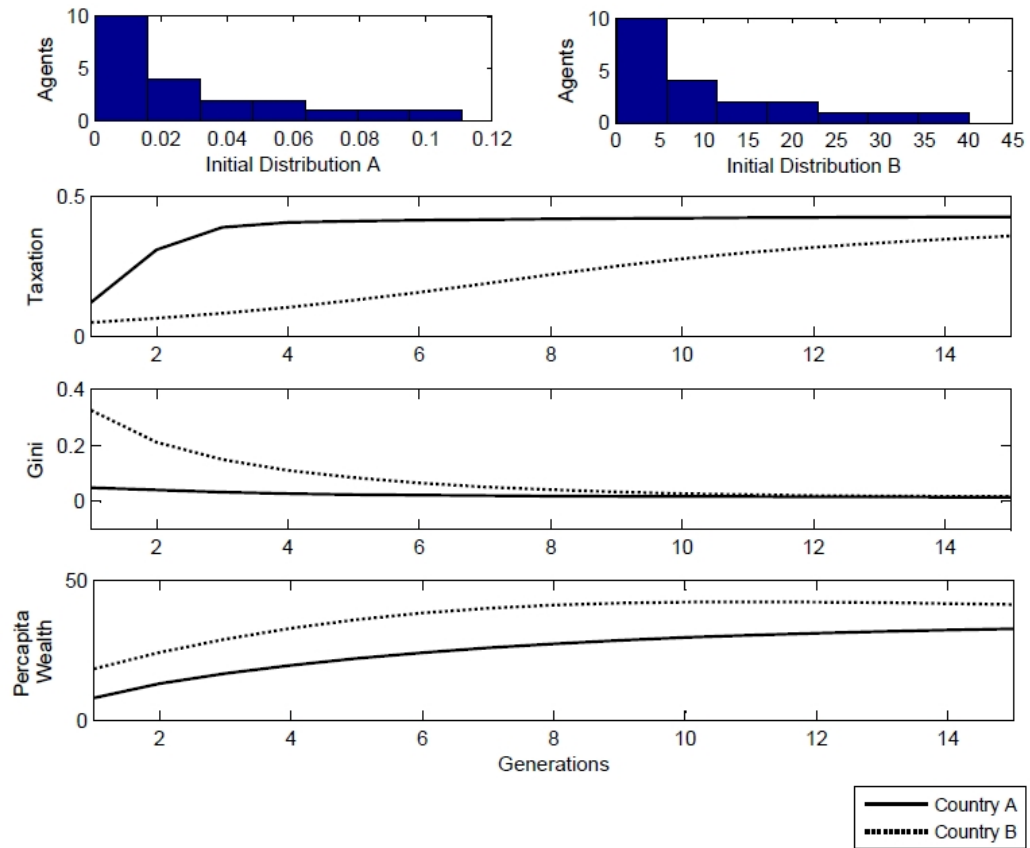 10
5
0
Agents
0 0.02 0.04 0.06 0.08 0.1 0.12
Initial Distribution A
10
5
0
Agents
0 5 10 15 20 25 30 35 40 45
Initial Distribution B
0.5
0
Taxation
2 4 6 8 10 12 14
0.4
0.2
0
Gini
2 4 6 8 10 12 14
50
0
Percapita
Wealth
2 4 6 8 10 12 14
Generations
Country A
Country B